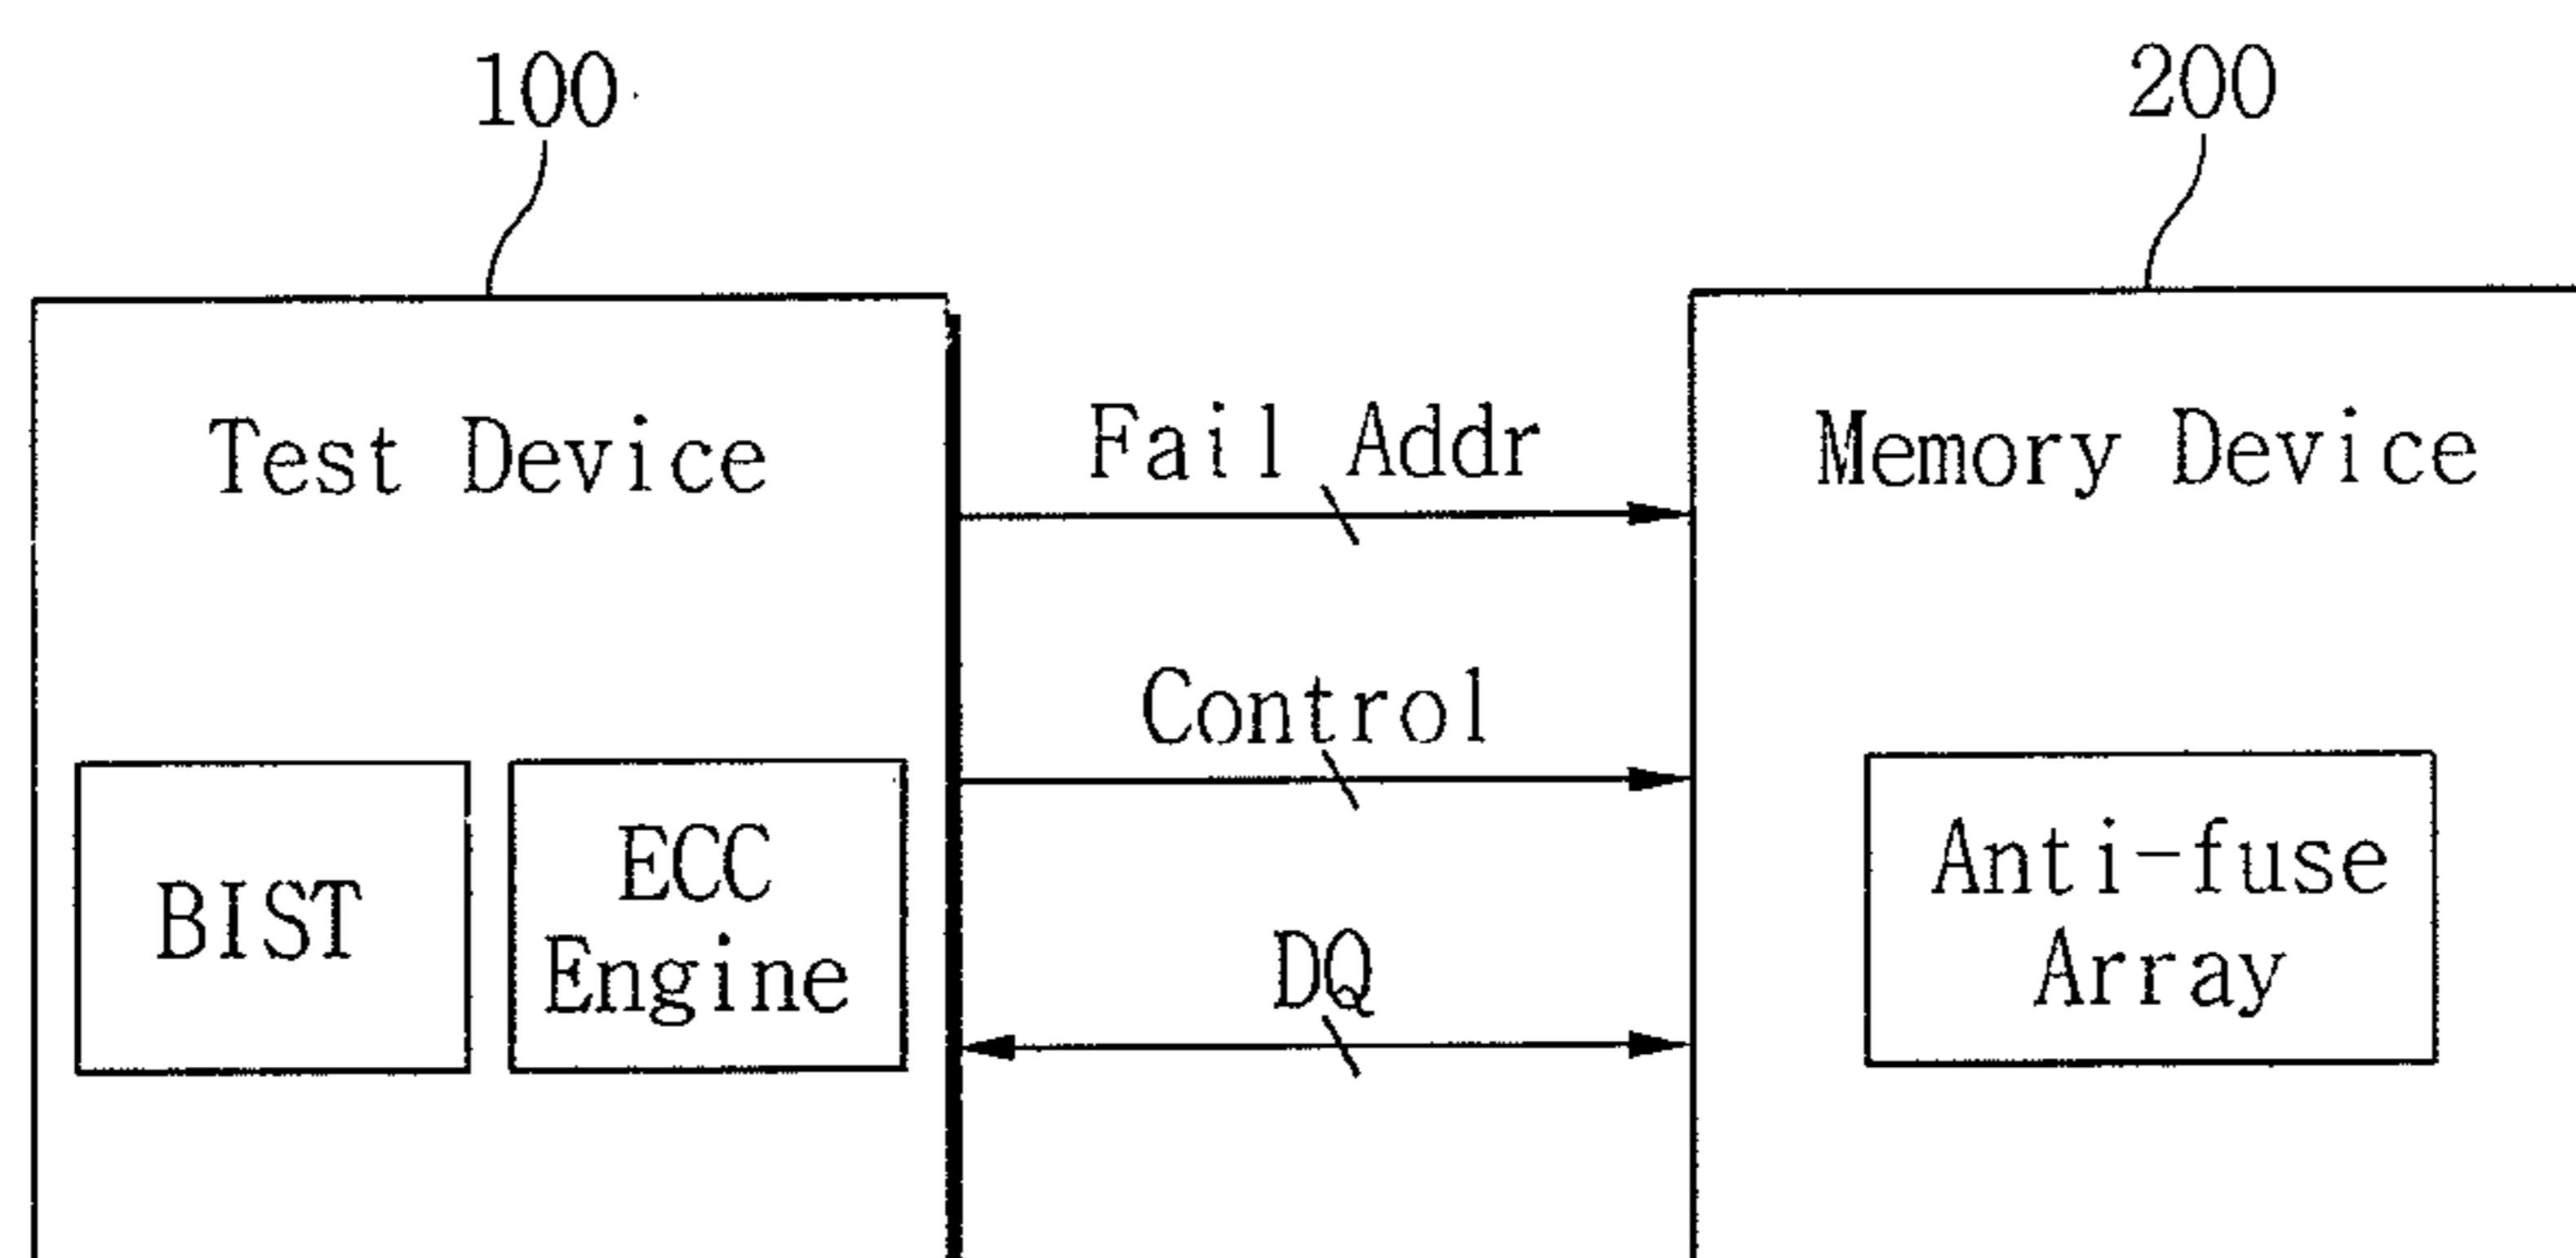 100
200
Test Device
Fail Addr
Memory Device
Control
BIST
ECC
Engine
DQ
Anti-fuse
Array